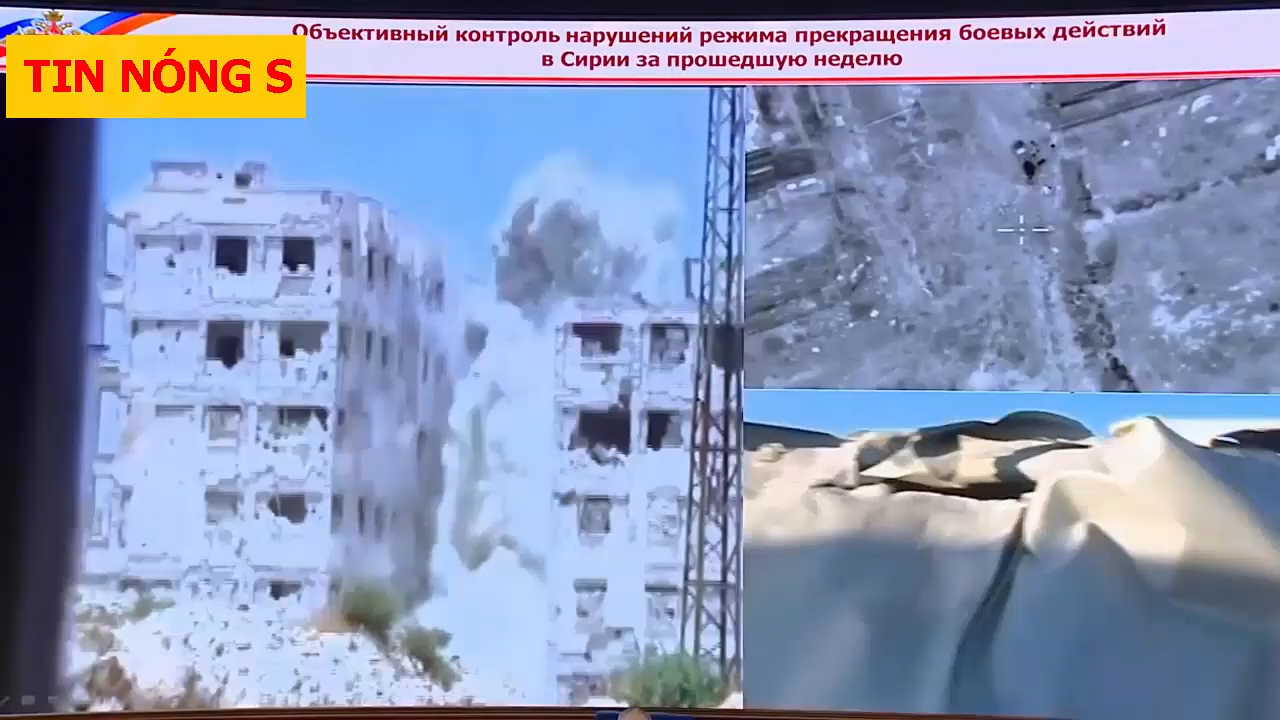 Объективный контроль нарушений режима прекращения боевых действий
в Сирии за прошедшую неделю
TIN NÓNG S